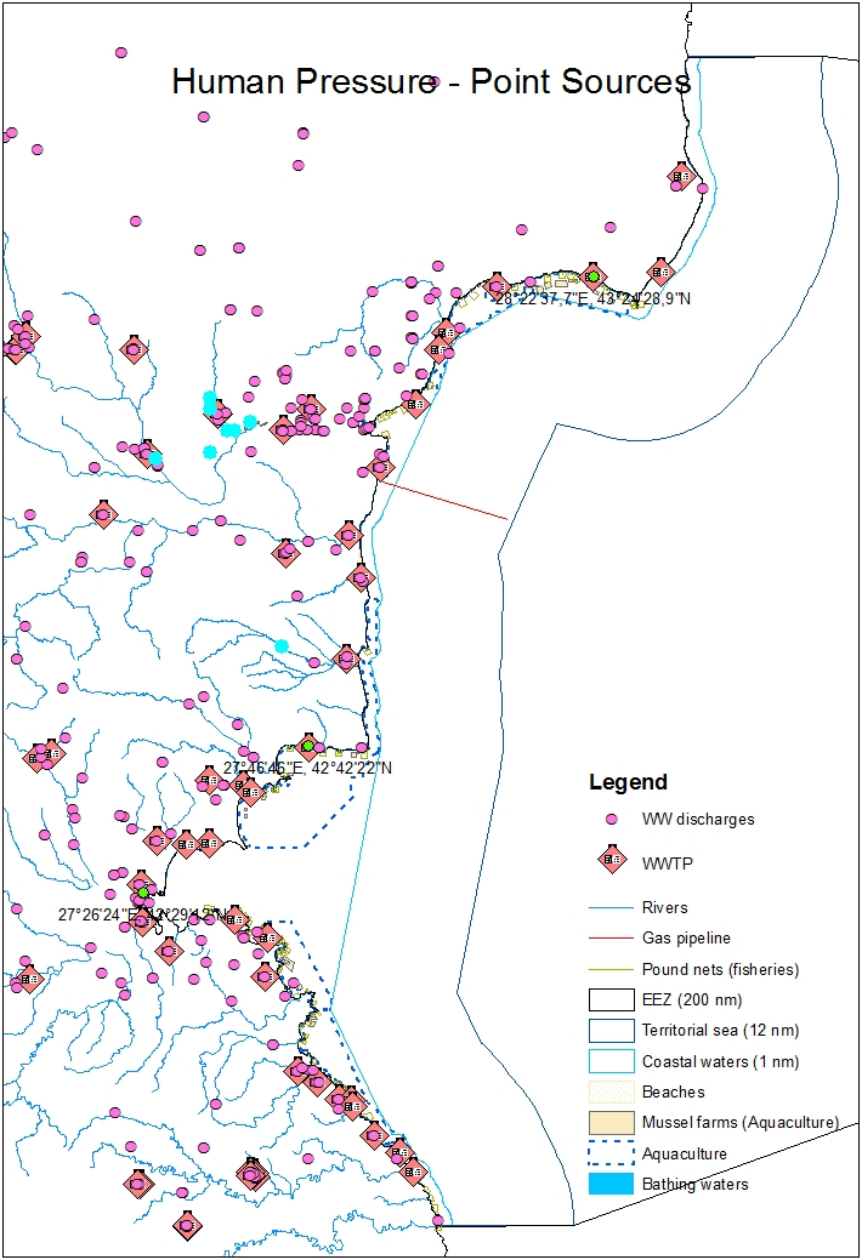 Human Pressure - Point Sources
28°22'37,7"E, 43°24'28,9"N
27°46'46"E, 42°42'22"N
27°26'24"E, 42°29'12"N
Legend
WW discharges
WWTP
Rivers
Gas pipeline
Pound nets (fisheries)
EEZ (200 nm)
Territorial sea (12 nm)
Coastal waters (1 nm)
Beaches
Mussel farms (Aquaculture)
Aquaculture
Bathing waters